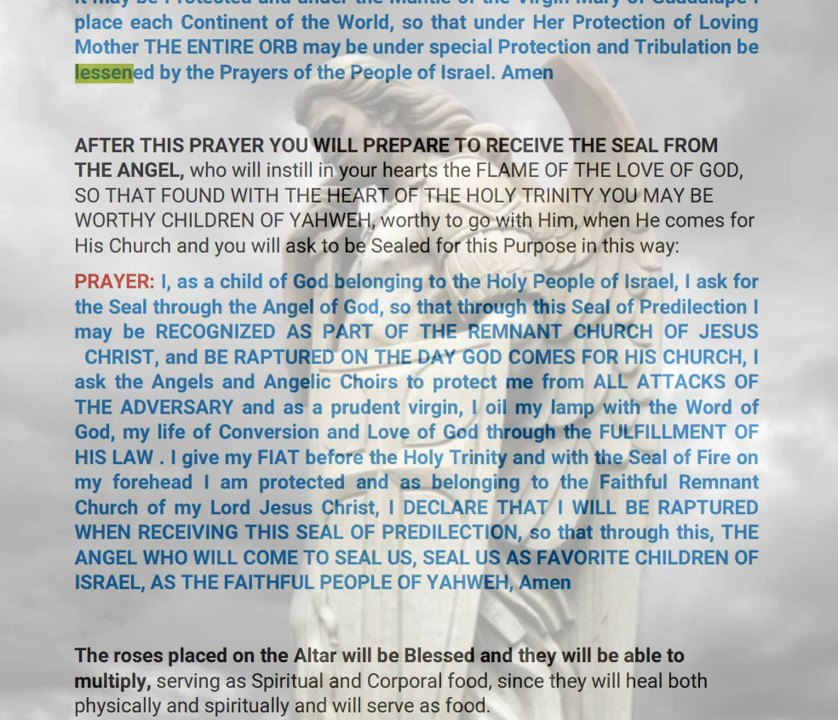 it may be Protected and under the Mantle of the Virgin Mary of Guadalupe I
place each Continent of the World, so that under Her Protection of Loving
Mother THE ENTIRE ORB may be under special Protection and Tribulation be
lessened by the Prayers of the People of Israel. Amen
AFTER THIS PRAYER YOU WILL PREPARE TO RECEIVE THE SEAL FROM
THE ANGEL, who will instill in your hearts the FLAME OF THE LOVE OF GOD,
SO THAT FOUND WITH THE HEART OF THE HOLY TRINITY YOU MAY BE
WORTHY CHILDREN OF YAHWEH, worthy to go with Him, when He comes for
His Church and you will ask to be Sealed for this Purpose in this way:
PRAYER: I, as a child of God belonging to the Holy People of Israel, I ask for
the Seal through the Angel of God, so that through this Seal of Predilection I
may be RECOGNIZED AS PART OF THE REMNANT CHURCH OF JESUS
CHRIST, and BE RAPTURED ON THE DAY GOD COMES FOR HIS CHURCH, I
ask the Angels and Angelic Choirs to protect me from ALL ATTACKS OF
THE ADVERSARY and as a prudent virgin, I oil my lamp with the Word of
God, my life of Conversion and Love of God through the FULFILLMENT OF
HIS LAW . I give my FIAT before the Holy Trinity and with the Seal of Fire on
my forehead I am protected and as belonging to the Faithful Remnant
Church of my Lord Jesus Christ, I DECLARE THAT I WILL BE RAPTURED
WHEN RECEIVING THIS SEAL OF PREDILECTION, so that through this, THE
ANGEL WHO WILL COME TO SEAL US, SEAL US AS FAVORITE CHILDREN OF
ISRAEL, AS THE FAITHFUL PEOPLE OF YAHWEH, Amen
The roses placed on the Altar will be Blessed and they will be able to
multiply, serving as Spiritual and Corporal food, since they will heal both
physically and spiritually and will serve as food.